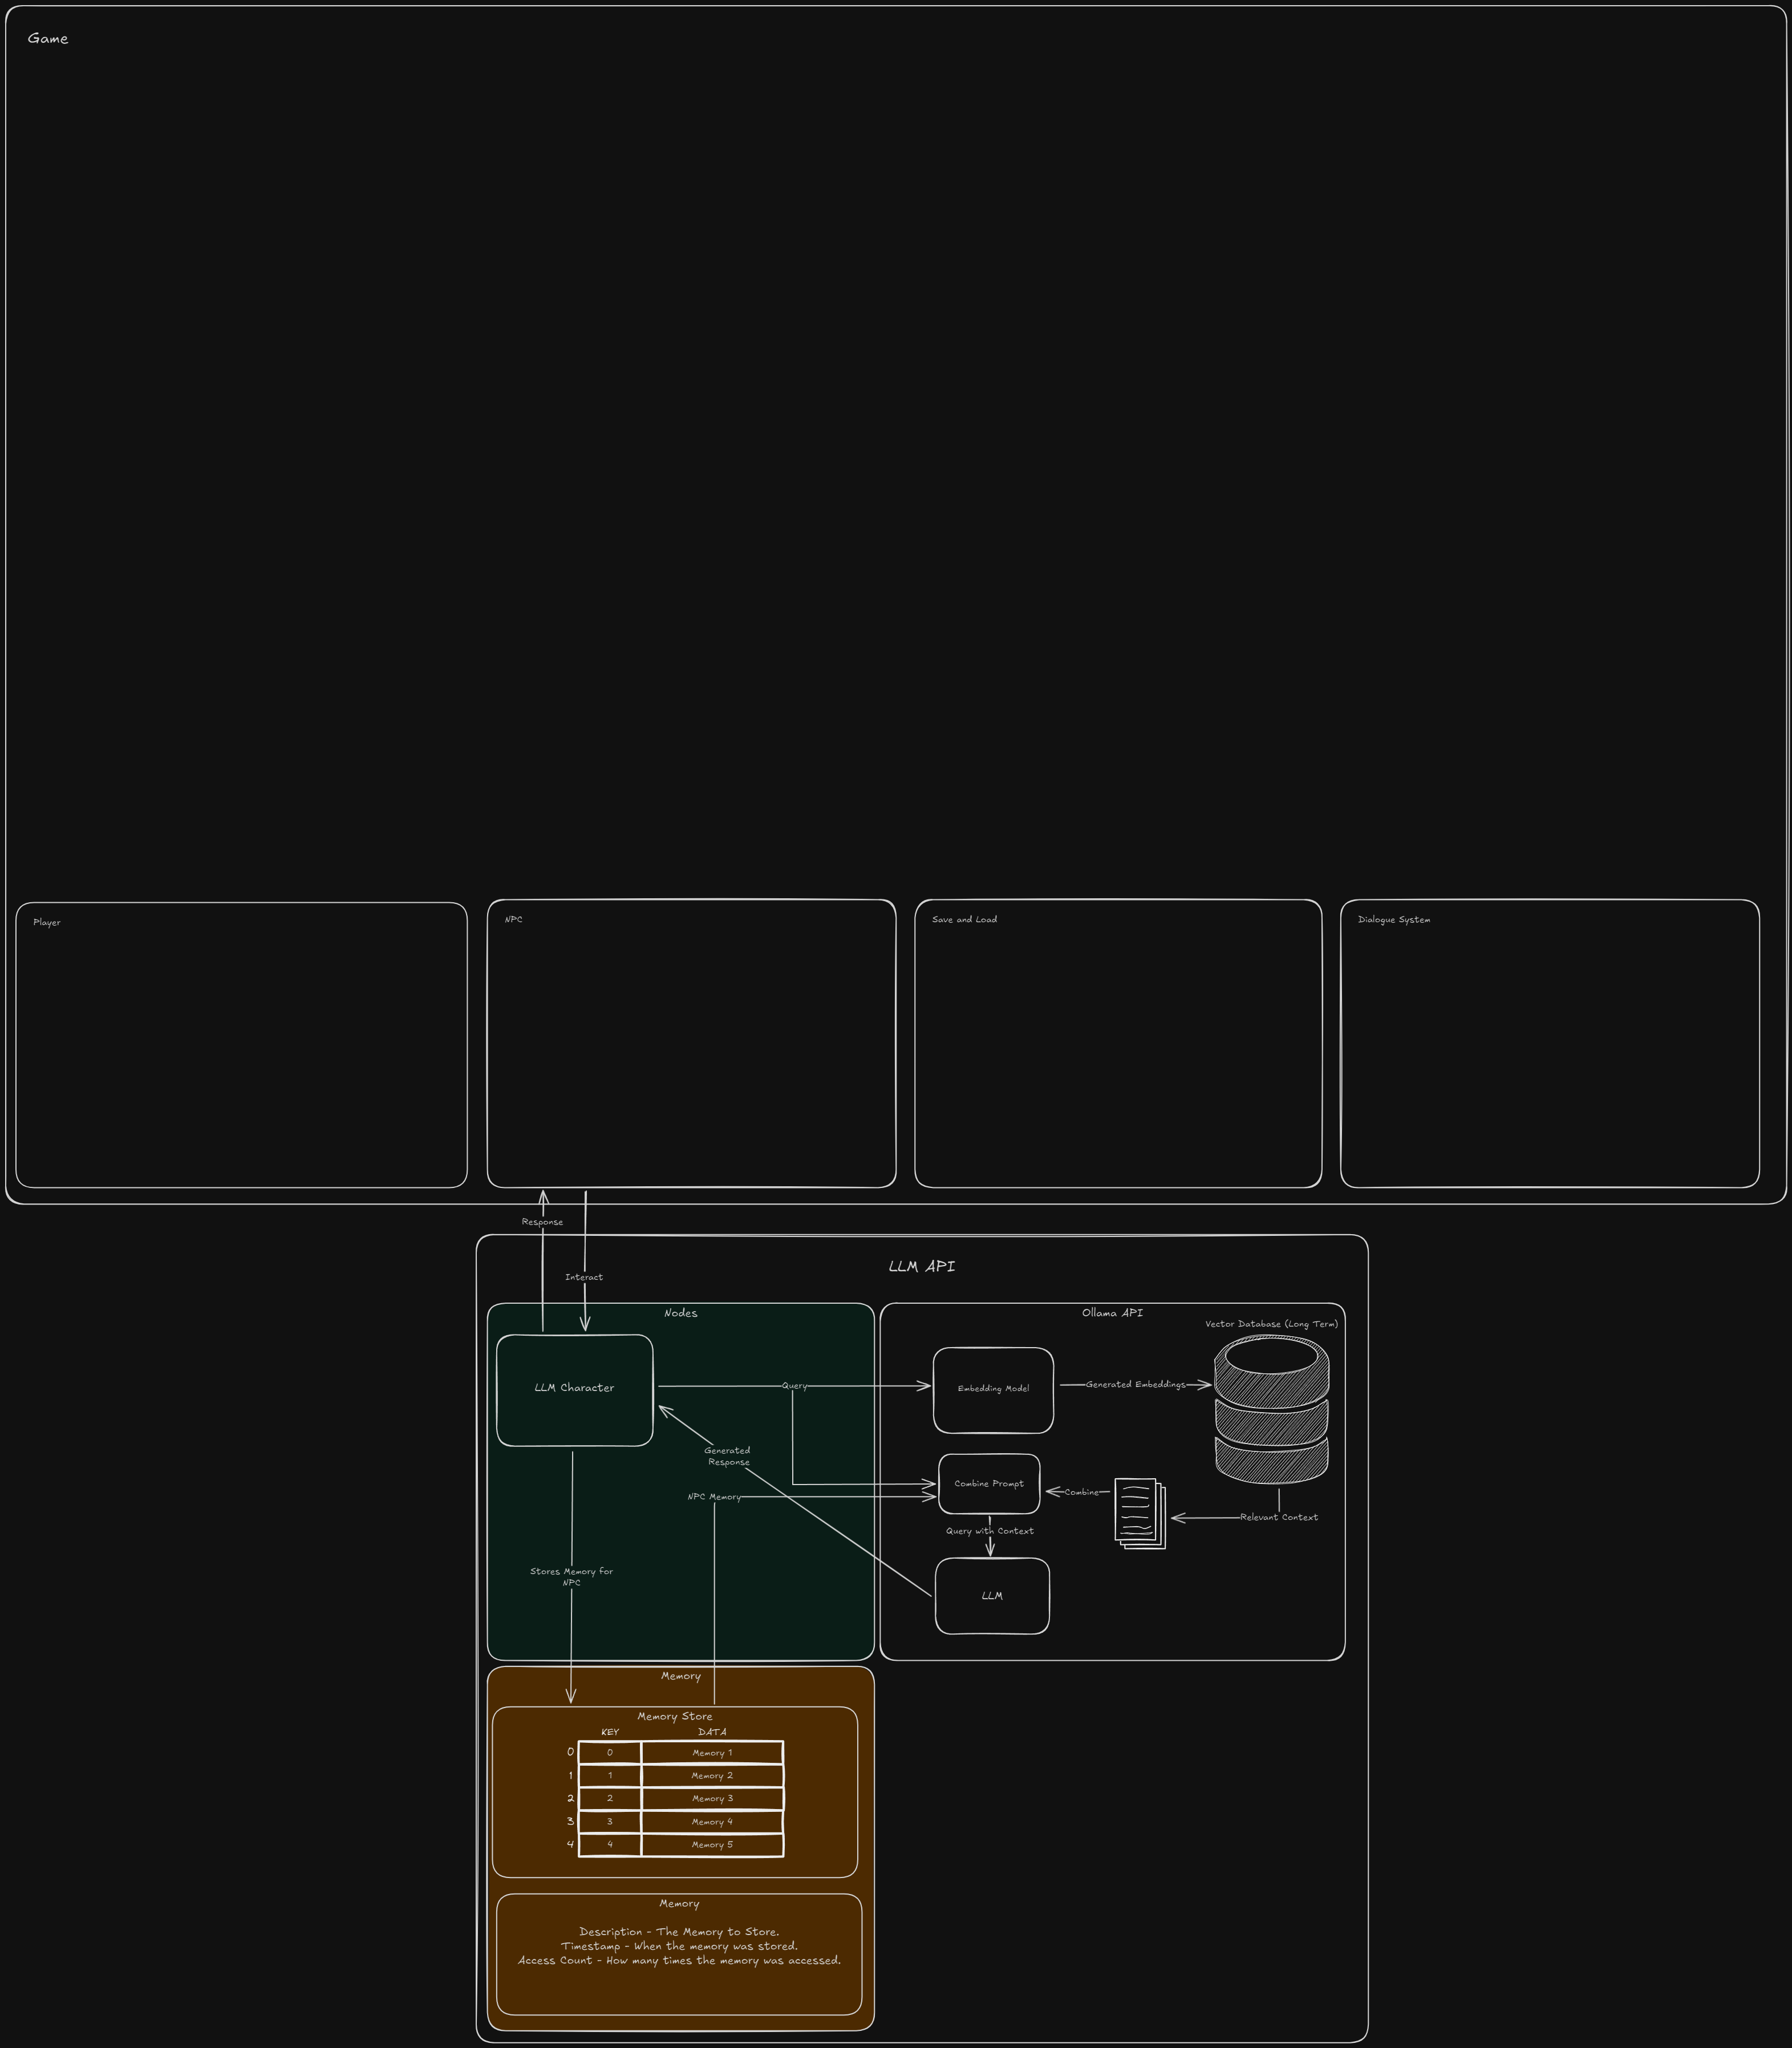 Game
Player
NPC
Save and Load
Dialogue System
Response
Interact
LLM API
Nodes
Ollama API
Vector Database (Long Term)
LLM Character
Query
Embedding Model
Generated Embeddings
Generated
Response
Combine Prompt
Combine
NPC Memory
Relevant Context
Query with Context
Stores Memory for
NPC
LLM
Memory
Memory Store
KEY DATA
0 0 Memory 1
1 1 Memory 2
2 2 Memory 3
3 3 Memory 4
4 4 Memory 5
Memory
Description - The Memory to Store.
Timestamp - When the memory was stored.
Access Count - How many times the memory was accessed.